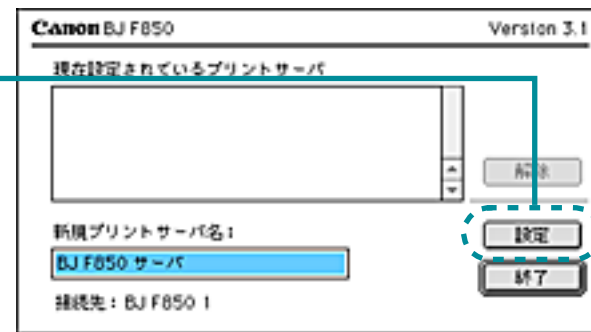 Canon BJ F850 Version 3.1
現在設定されているプリントサーバ
解除
新規プリントサーバ名：
設定
BJ F850 サーバ
終了
接続先：BJ F850 1